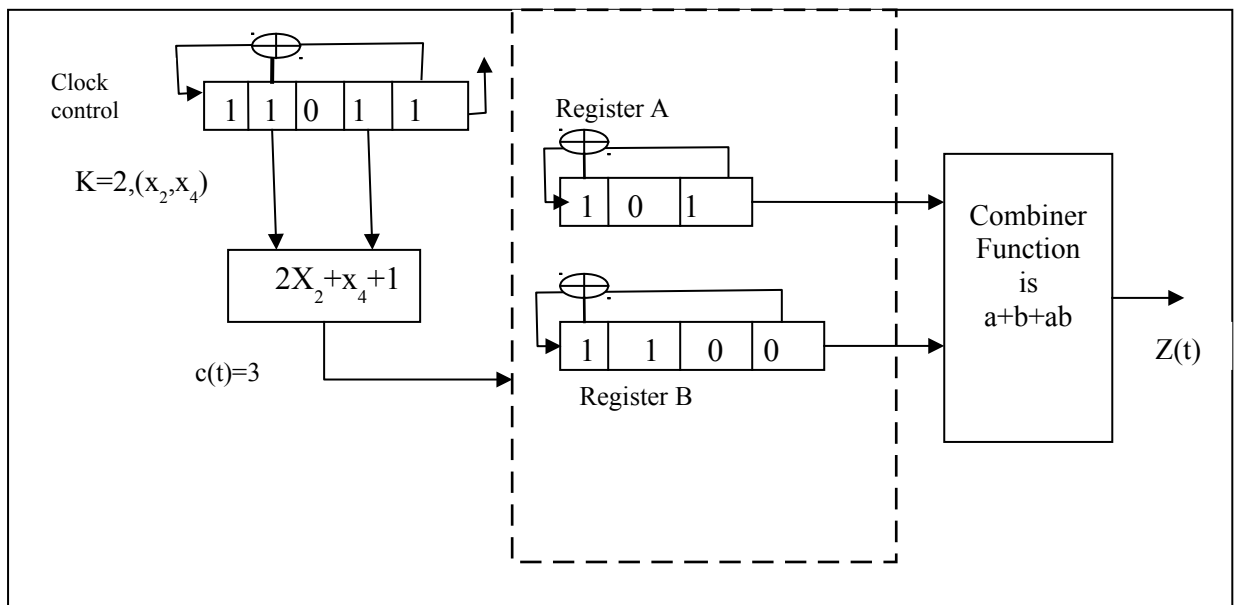 Clock
control
1 1 0 1 1
K=2,(x₂,x₄)
2X₂+x₄+1
c(t)=3
Register A
1 0 1
1 1 0 0
Register B
Combiner
Function
is
a+b+ab
Z(t)